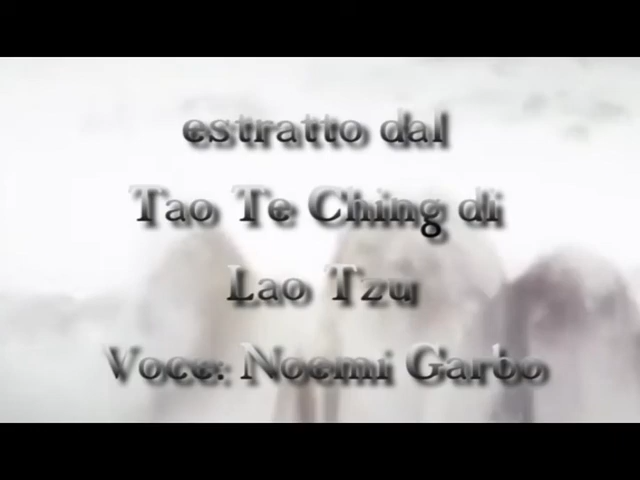 estratto dal
Tao Te Ching di
Lao Tzu
Voce: Noemi Garbo